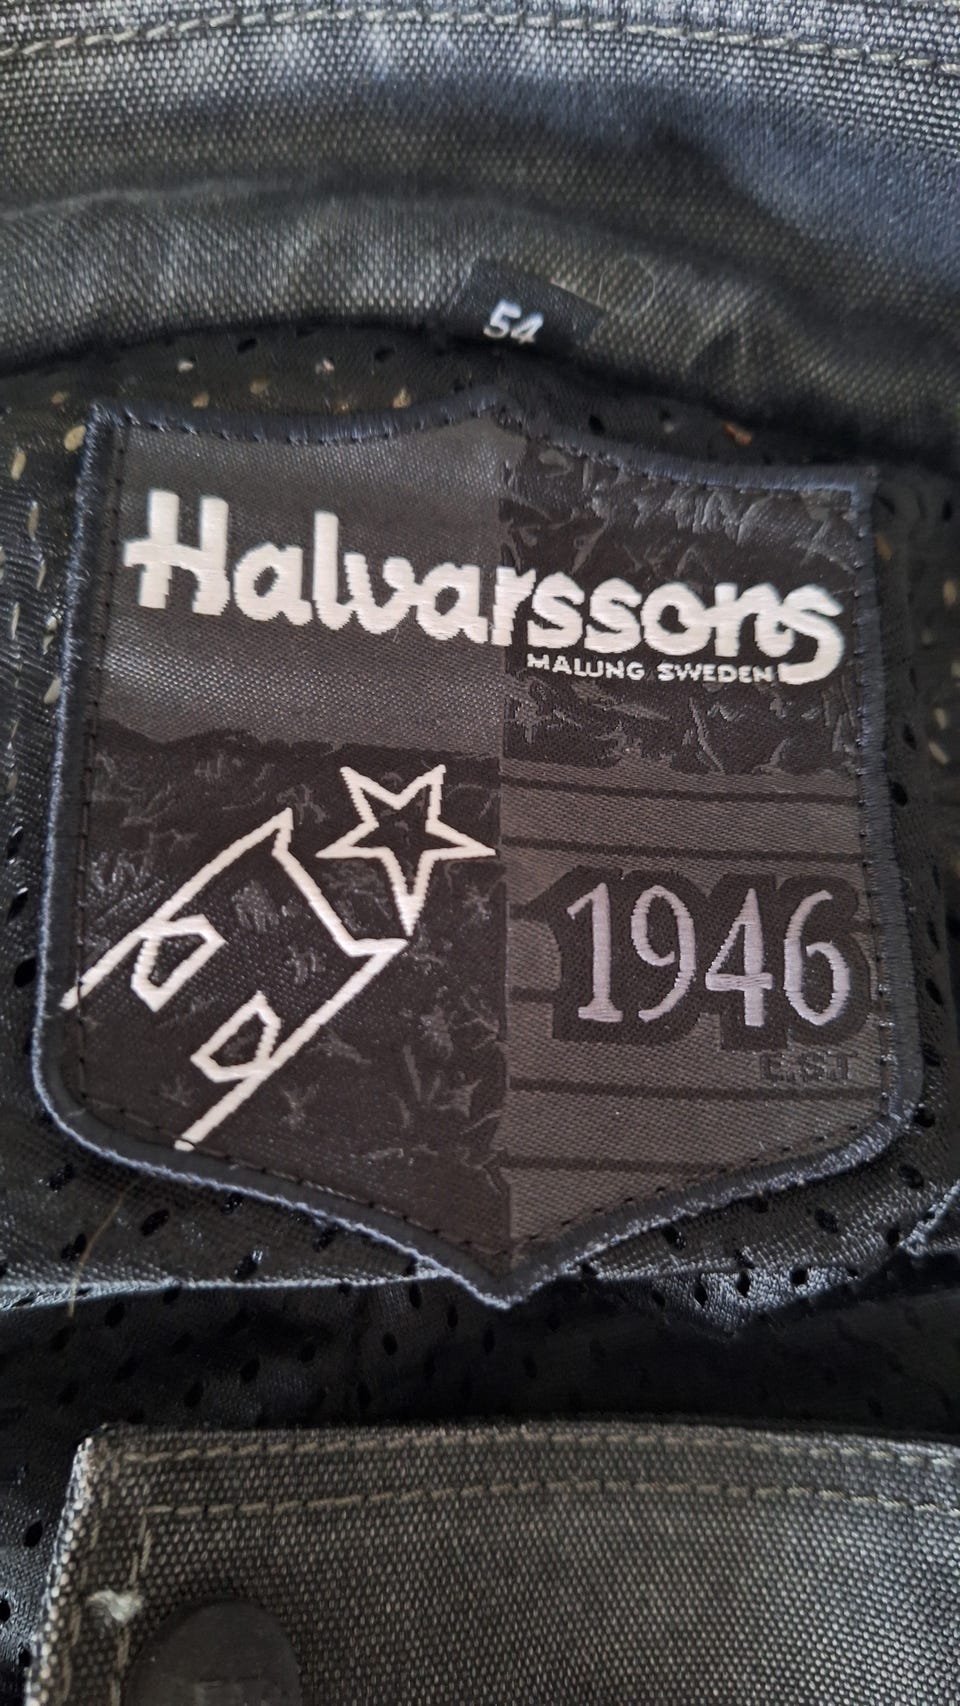 54
Halvarssons
MALUNG SWEDEN
1946
EST